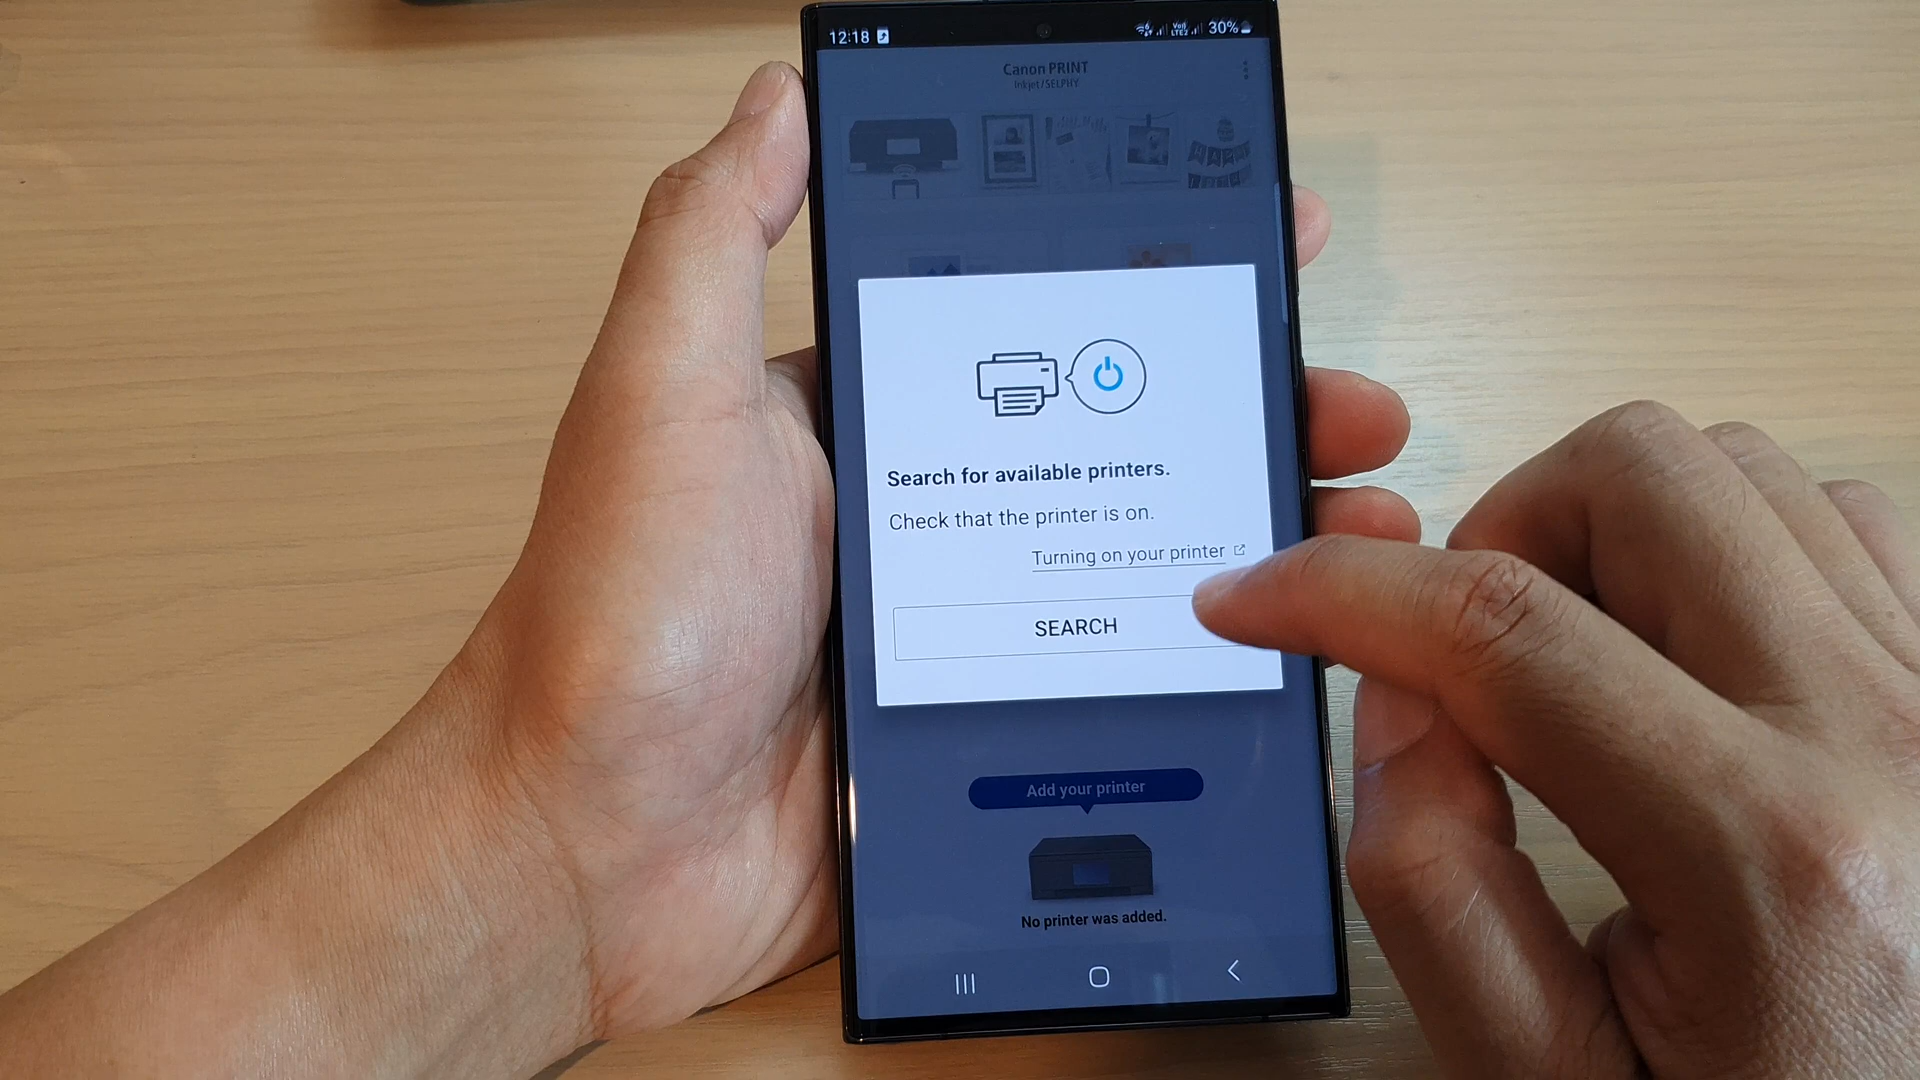 12:18
30%
Canon PRINT
Inkjet/SELPHY
Search for available printers.
Check that the printer is on.
Turning on your printer
SEARCH
Add your printer
No printer was added.